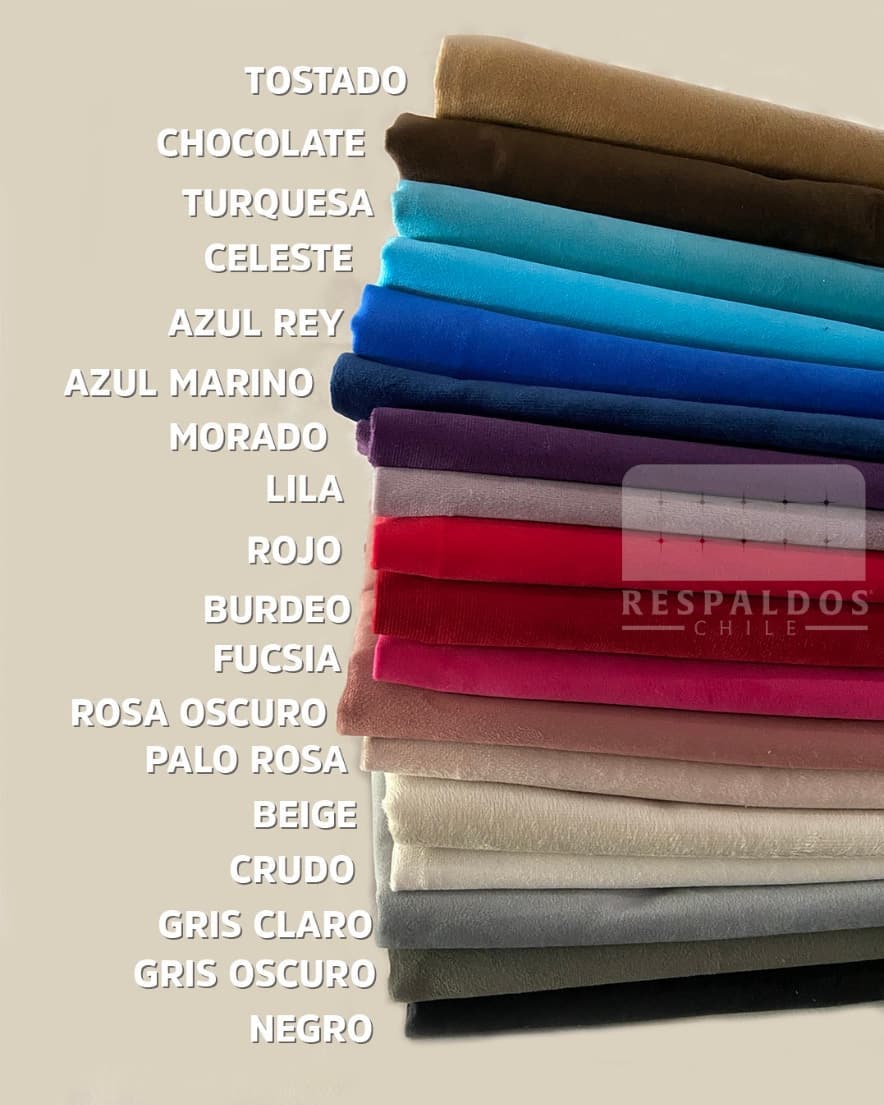 TOSTADO
CHOCOLATE
TURQUESA
CELESTE
AZUL REY
AZUL MARINO
MORADO
LILA
ROJO
BURDEO
FUCSIA
ROSA OSCURO
PALO ROSA
BEIGE
CRUDO
GRIS CLARO
GRIS OSCURO
NEGRO
RESPALDOS
CHILE